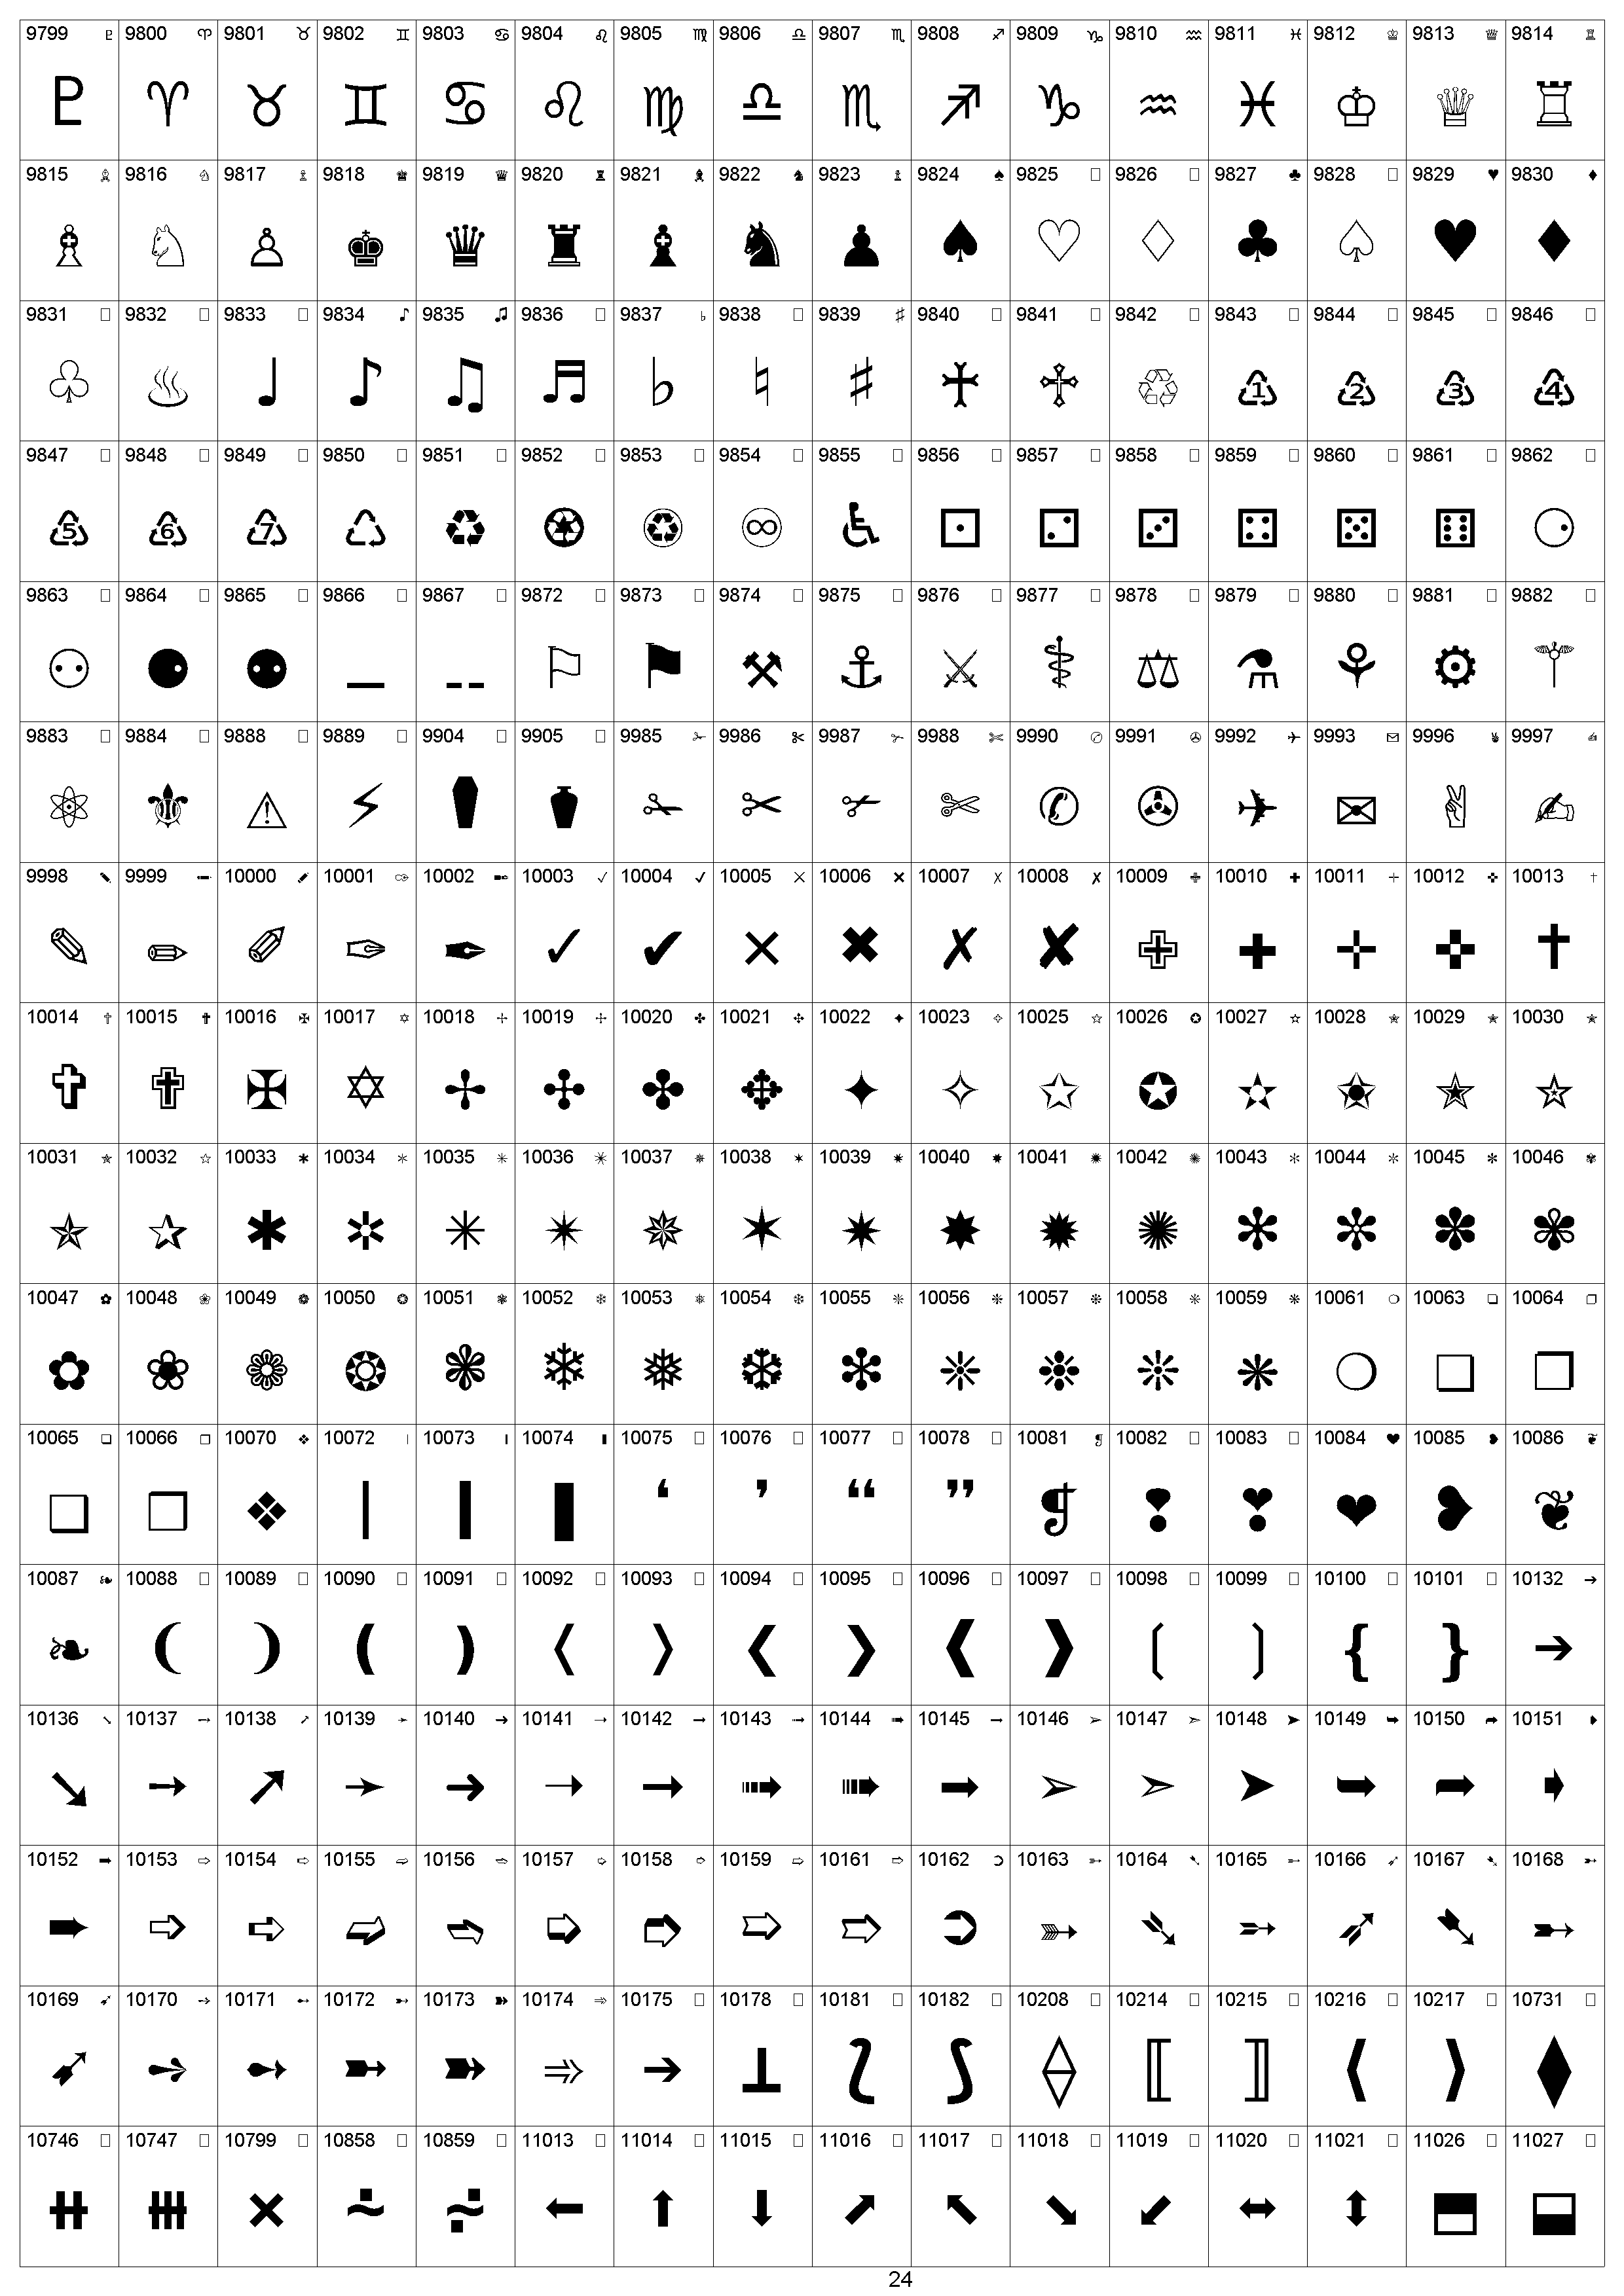 9799 ♇ 9800 ♈ 9801 ♉ 9802 ♊ 9803 ♋ 9804 ♌ 9805 ♍ 9806 ♎ 9807 ♏ 9808 ♐ 9809 ♑ 9810 ♒ 9811 ♓ 9812 ♔ 9813 ♕ 9814 ♖
♇ ♈ ♉ ♊ ♋ ♌ ♍ ♎ ♏ ♐ ♑ ♒ ♓ ♔ ♕ ♖
9815 ♗ 9816 ♘ 9817 ♙ 9818 ♚ 9819 ♛ 9820 ♜ 9821 ♝ 9822 ♞ 9823 ♟ 9824 ♠ 9825 □ 9826 □ 9827 ♣ 9828 □ 9829 ♥ 9830 ♦
♗ ♘ ♙ ♚ ♛ ♜ ♝ ♞ ♟ ♠ ♡ ♢ ♣ ♤ ♥ ♦
9831 □ 9832 □ 9833 □ 9834 ♪ 9835 ♫ 9836 □ 9837 ♭ 9838 □ 9839 ♯ 9840 □ 9841 □ 9842 □ 9843 □ 9844 □ 9845 □ 9846 □
♧ ♨ ♩ ♪ ♫ ♬ ♭ ♮ ♯ ♰ ♱ ♲ ♳ ♴ ♵ ♶
9847 □ 9848 □ 9849 □ 9850 □ 9851 □ 9852 □ 9853 □ 9854 □ 9855 □ 9856 □ 9857 □ 9858 □ 9859 □ 9860 □ 9861 □ 9862 □
♷ ♸ ♹ ♺ ♻ ♼ ♽ ♾ ♿ ⚀ ⚁ ⚂ ⚃ ⚄ ⚅ ⚆
9863 □ 9864 □ 9865 □ 9866 □ 9867 □ 9872 □ 9873 □ 9874 □ 9875 □ 9876 □ 9877 □ 9878 □ 9879 □ 9880 □ 9881 □ 9882 □
⚇ ⚈ ⚉ ⚊ ⚋ ⚐ ⚑ ⚒ ⚓ ⚔ ⚕ ⚖ ⚗ ⚘ ⚙ ⚚
9883 □ 9884 □ 9888 □ 9889 □ 9904 □ 9905 □ 9985 ✁ 9986 ✂ 9987 ✃ 9988 ✄ 9990 ✆ 9991 ✇ 9992 ✈ 9993 ✉ 9996 ✌ 9997 ✍
⚛ ⚜ ⚠ ⚡ ⚰ ⚱ ✁ ✂ ✃ ✄ ✆ ✇ ✈ ✉ ✌ ✍
9998 ✎ 9999 ✏ 10000 ✐ 10001 ✑ 10002 ✒ 10003 ✓ 10004 ✔ 10005 ✕ 10006 ✖ 10007 ✗ 10008 ✘ 10009 ✙ 10010 ✚ 10011 ✛ 10012 ✜ 10013 ✝
✎ ✏ ✐ ✑ ✒ ✓ ✔ ✕ ✖ ✗ ✘ ✙ ✚ ✛ ✜ ✝
10014 ✞ 10015 ✟ 10016 ✠ 10017 ✡ 10018 ✢ 10019 ✣ 10020 ✤ 10021 ✥ 10022 ✦ 10023 ✧ 10025 ✩ 10026 ✪ 10027 ✫ 10028 ✬ 10029 ✭ 10030 ✮
✞ ✟ ✠ ✡ ✢ ✣ ✤ ✥ ✦ ✧ ✩ ✪ ✫ ✬ ✭ ✮
10031 ✯ 10032 ✰ 10033 ✱ 10034 ✲ 10035 ✳ 10036 ✴ 10037 ✵ 10038 ✶ 10039 ✷ 10040 ✸ 10041 ✹ 10042 ✺ 10043 ✻ 10044 ✼ 10045 ✽ 10046 ✾
✯ ✰ ✱ ✲ ✳ ✴ ✵ ✶ ✷ ✸ ✹ ✺ ✻ ✼ ✽ ✾
10047 ✿ 10048 ❀ 10049 ❁ 10050 ❂ 10051 ❃ 10052 ❄ 10053 ❅ 10054 ❆ 10055 ❇ 10056 ❈ 10057 ❉ 10058 ❊ 10059 ❋ 10061 ❍ 10063 ❏ 10064 ❐
✿ ❀ ❁ ❂ ❃ ❄ ❅ ❆ ❇ ❈ ❉ ❊ ❋ ❍ ❏ ❐
10065 ❑ 10066 ❒ 10070 ❖ 10072 ❘ 10073 ❙ 10074 ❚ 10075 □ 10076 □ 10077 □ 10078 □ 10081 ❡ 10082 □ 10083 □ 10084 ❤ 10085 ❥ 10086 ❦
❑ ❒ ❖ ❘ ❙ ❚ ❛ ❜ ❝ ❞ ❡ ❢ ❣ ❤ ❥ ❦
10087 ❧ 10088 □ 10089 □ 10090 □ 10091 □ 10092 □ 10093 □ 10094 □ 10095 □ 10096 □ 10097 □ 10098 □ 10099 □ 10100 □ 10101 □ 10132 ➔
❧ ❨ ❩ ❪ ❫ ❬ ❭ ❮ ❯ ❰ ❱ ❲ ❳ ❴ ❵ ➔
10136 ➘ 10137 ➙ 10138 ➚ 10139 ➛ 10140 ➜ 10141 ➝ 10142 ➞ 10143 ➟ 10144 ➠ 10145 ➡ 10146 ➢ 10147 ➣ 10148 ➤ 10149 ➥ 10150 ➦ 10151 ➧
➘ ➙ ➚ ➛ ➜ ➝ ➞ ➟ ➠ ➡ ➢ ➣ ➤ ➥ ➦ ➧
10152 ➨ 10153 ➩ 10154 ➪ 10155 ➫ 10156 ➬ 10157 ➭ 10158 ➮ 10159 ➯ 10161 ➱ 10162 ➲ 10163 ➳ 10164 ➴ 10165 ➵ 10166 ➶ 10167 ➷ 10168 ➸
➨ ➩ ➪ ➫ ➬ ➭ ➮ ➯ ➱ ➲ ➳ ➴ ➵ ➶ ➷ ➸
10169 ➹ 10170 ➺ 10171 ➻ 10172 ➼ 10173 ➽ 10174 ➾ 10175 □ 10178 □ 10181 □ 10182 □ 10208 □ 10214 □ 10215 □ 10216 □ 10217 □ 10731 □
➹ ➺ ➻ ➼ ➽ ➾ ➿ ⟂ ⟅ ⟆ ⟠ ⟦ ⟧ ⟨ ⟩ ⧫
10746 □ 10747 □ 10799 □ 10858 □ 10859 □ 11013 □ 11014 □ 11015 □ 11016 □ 11017 □ 11018 □ 11019 □ 11020 □ 11021 □ 11026 □ 11027 □
⧺ ⧻ ⨯ ⩪ ⩫ ⬅ ⬆ ⬇ ⬈ ⬉ ⬊ ⬋ ⬌ ⬍ ⬒ ⬓
24